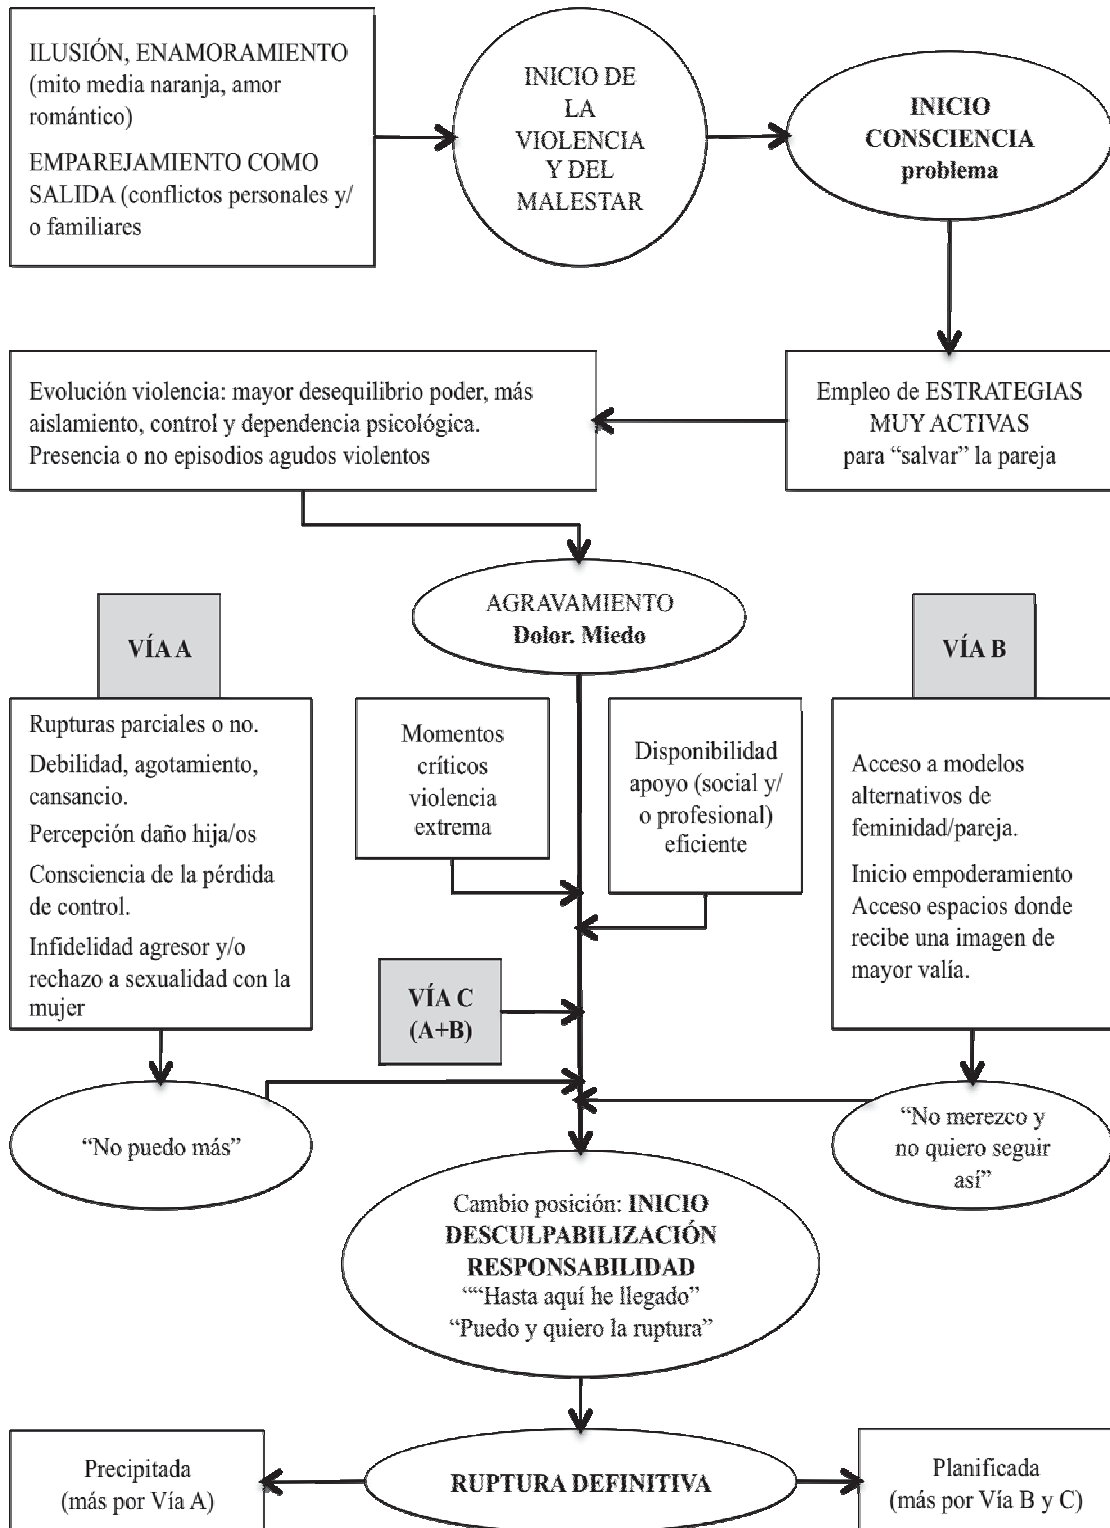 ILUSIÓN, ENAMORAMIENTO
(mito media naranja, amor
romántico)
EMPAREJAMIENTO COMO
SALIDA (conflictos personales y/
o familiares
INICIO DE
LA
VIOLENCIA
Y DEL
MALESTAR
INICIO
CONSCIENCIA
problema
Empleo de ESTRATEGIAS
MUY ACTIVAS
para “salvar” la pareja
Evolución violencia: mayor desequilibrio poder, más
aislamiento, control y dependencia psicológica.
Presencia o no episodios agudos violentos
AGRAVAMIENTO
Dolor. Miedo
VÍA A
Rupturas parciales o no.
Debilidad, agotamiento,
cansancio.
Percepción daño hija/os
Consciencia de la pérdida
de control.
Infidelidad agresor y/o
rechazo a sexualidad con la
mujer
Momentos
críticos
violencia
extrema
Disponibilidad
apoyo (social y/
o profesional)
eficiente
VÍA B
Acceso a modelos
alternativos de
feminidad/pareja.
Inicio empoderamiento
Acceso espacios donde
recibe una imagen de
mayor valía.
VÍA C
(A+B)
“No puedo más”
“No merezco y
no quiero seguir
así”
Cambio posición: INICIO
DESCULPABILIZACIÓN
RESPONSABILIDAD
““Hasta aquí he llegado”
“Puedo y quiero la ruptura”
Precipitada
(más por Vía A)
RUPTURA DEFINITIVA
Planificada
(más por Vía B y C)